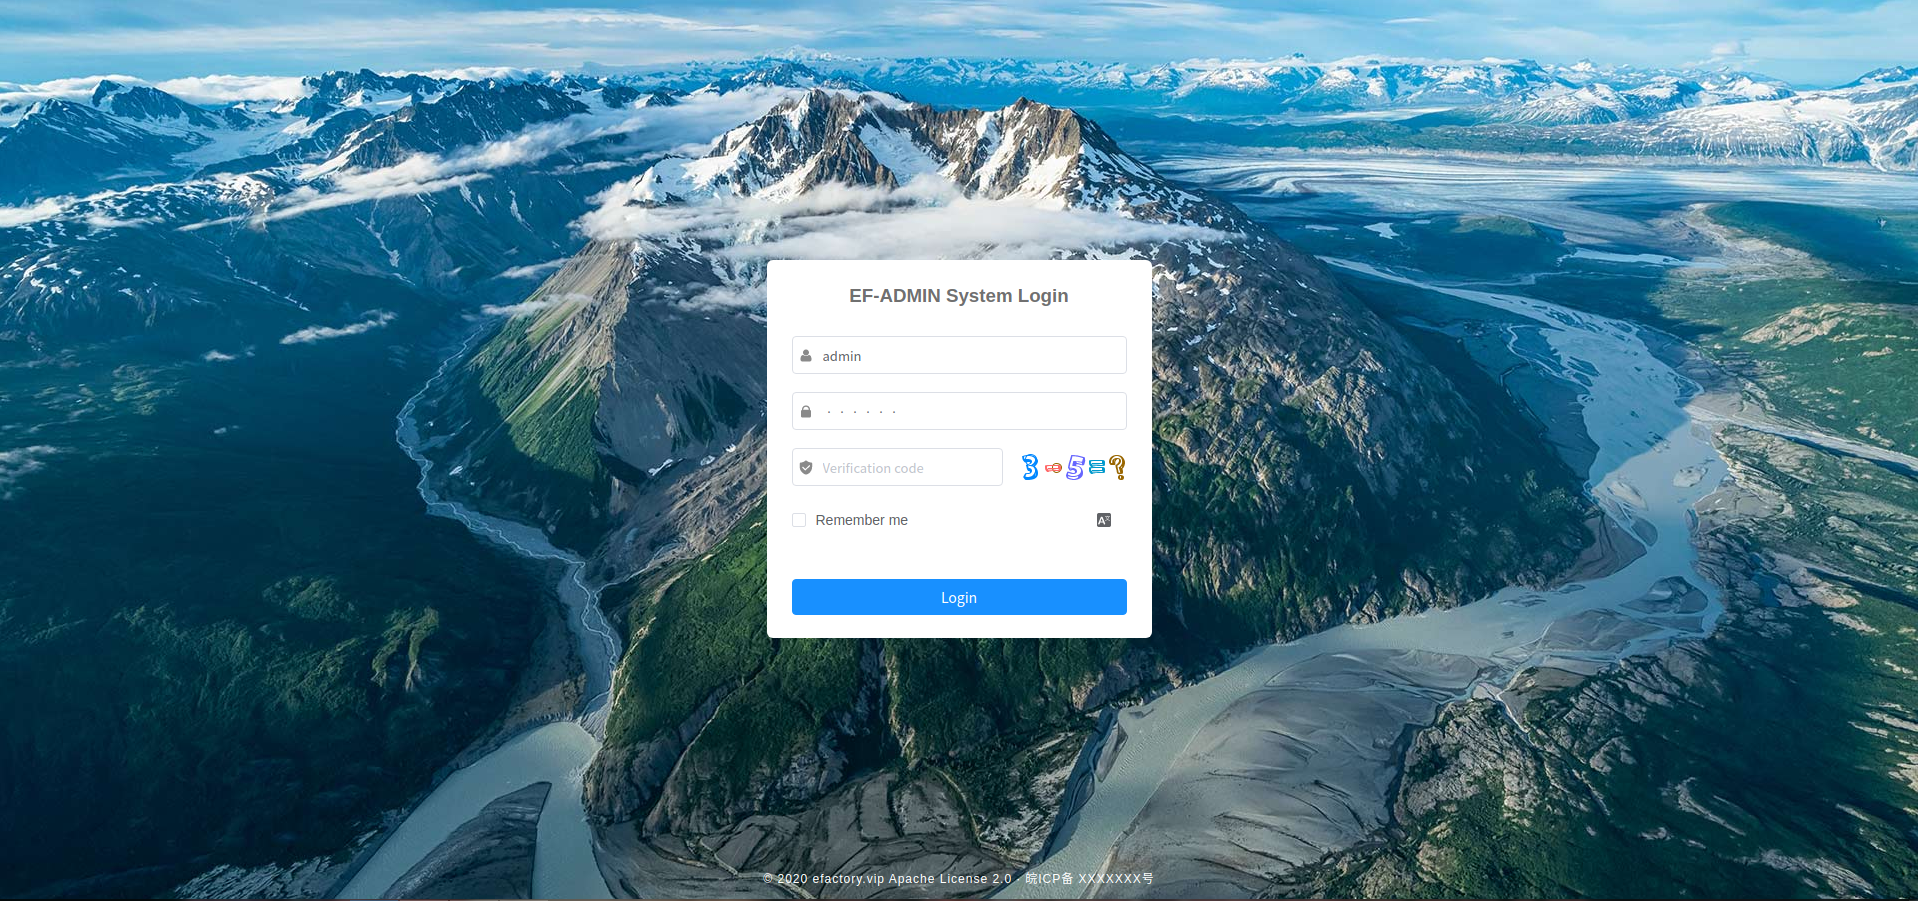 EF-ADMIN System Login
admin
······
Verification code
3-5=?
Remember me
Login
© 2020 efactory.vip Apache License 2.0 · 皖ICP备 XXXXXXX号